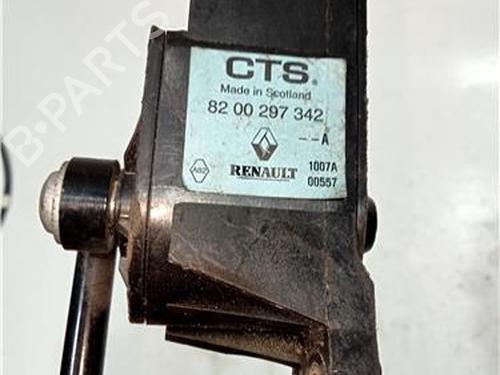 CTS®
Made in Scotland
82 00 297 342
--A
RENAULT
1007A
00557
B-PARTS